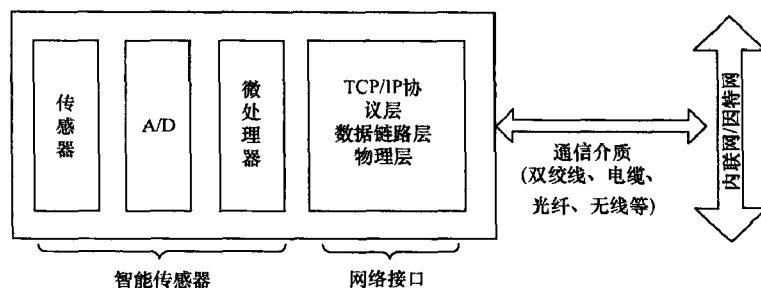 传感器
A/D
微处理器
TCP/IP协
议层
数据链路层
物理层
通信介质
(双绞线、电缆、
光纤、无线等)
内联网/因特网
智能传感器
网络接口